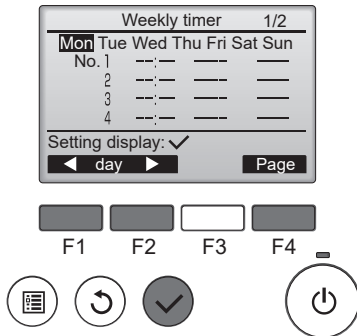 Weekly timer 1/2
Mon Tue Wed Thu Fri Sat Sun
No. 1 --:--
2 --:--
3 --:--
4 --:--
Setting display: ✓
◀ day ▶ Page
F1 F2 F3 F4